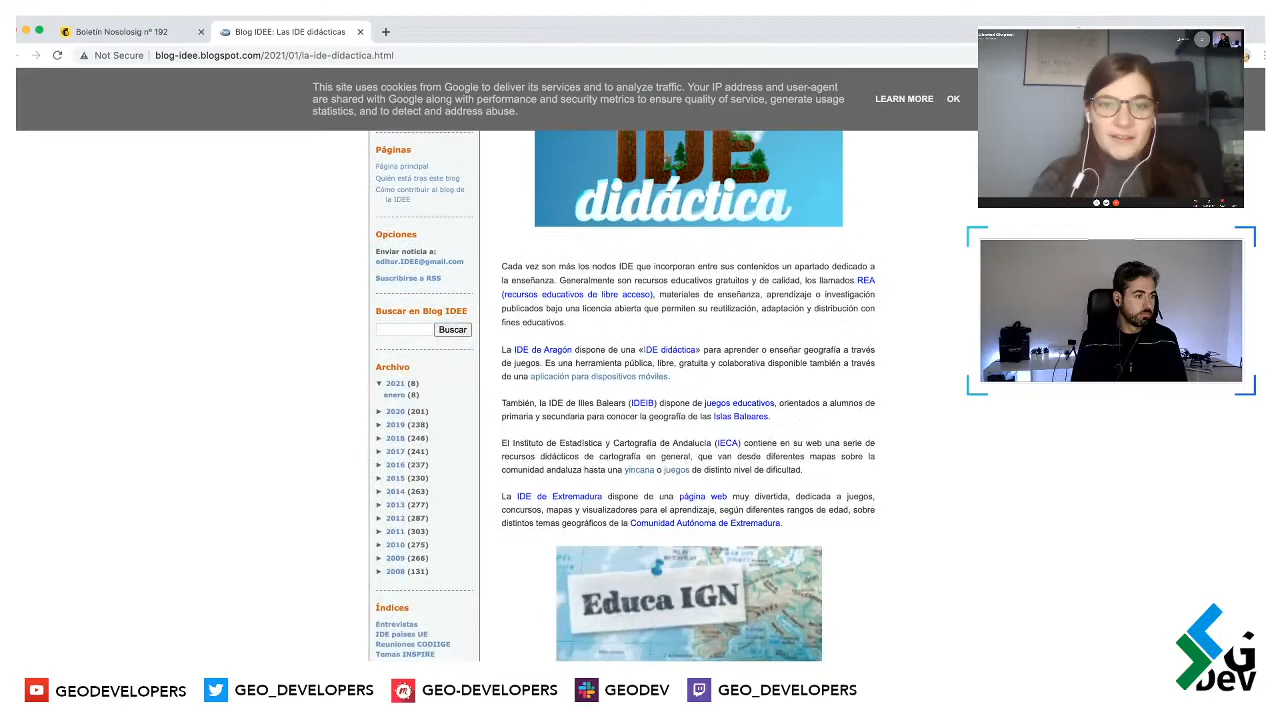 Boletín Nosolosig nº 192
Blog IDEE: Las IDE didácticas
Not Secure
blog-idee.blogspot.com/2021/01/la-ide-didactica.html
This site uses cookies from Google to deliver its services and to analyze traffic. Your IP address and user-agent
are shared with Google along with performance and security metrics to ensure quality of service, generate usage
statistics, and to detect and address abuse.
LEARN MORE OK
Páginas
Página principal
Quién está tras este blog
Cómo contribuir al blog de
la IDEE
Opciones
Enviar noticia a:
editor.IDEE@gmail.com
Suscribirse a RSS
Buscar en Blog IDEE
Buscar
Archivo
▼ 2021 (8)
enero (8)
► 2020 (201)
► 2019 (238)
► 2018 (246)
► 2017 (241)
► 2016 (237)
► 2015 (230)
► 2014 (263)
► 2013 (277)
► 2012 (287)
► 2011 (303)
► 2010 (275)
► 2009 (266)
► 2008 (131)
Índices
Entrevistas
IDE países UE
Reuniones CODIIGE
Temas INSPIRE
IDE
didáctica
Cada vez son más los nodos IDE que incorporan entre sus contenidos un apartado dedicado a
la enseñanza. Generalmente son recursos educativos gratuitos y de calidad, los llamados REA
(recursos educativos de libre acceso), materiales de enseñanza, aprendizaje o investigación
publicados bajo una licencia abierta que permiten su reutilización, adaptación y distribución con
fines educativos.
La IDE de Aragón dispone de una «IDE didáctica» para aprender o enseñar geografía a través
de juegos. Es una herramienta pública, libre, gratuita y colaborativa disponible también a través
de una aplicación para dispositivos móviles.
También, la IDE de Illes Balears (IDEIB) dispone de juegos educativos, orientados a alumnos de
primaria y secundaria para conocer la geografía de las Islas Baleares.
El Instituto de Estadística y Cartografía de Andalucía (IECA) contiene en su web una serie de
recursos didácticos de cartografía en general, que van desde diferentes mapas sobre la
comunidad andaluza hasta una yincana o juegos de distinto nivel de dificultad.
La IDE de Extremadura dispone de una página web muy divertida, dedicada a juegos,
concursos, mapas y visualizadores para el aprendizaje, según diferentes rangos de edad, sobre
distintos temas geográficos de la Comunidad Autónoma de Extremadura.
Educa IGN
GEODEVELOPERS
GEO_DEVELOPERS
GEO-DEVELOPERS
GEODEV
GEO_DEVELOPERS
G
DEV